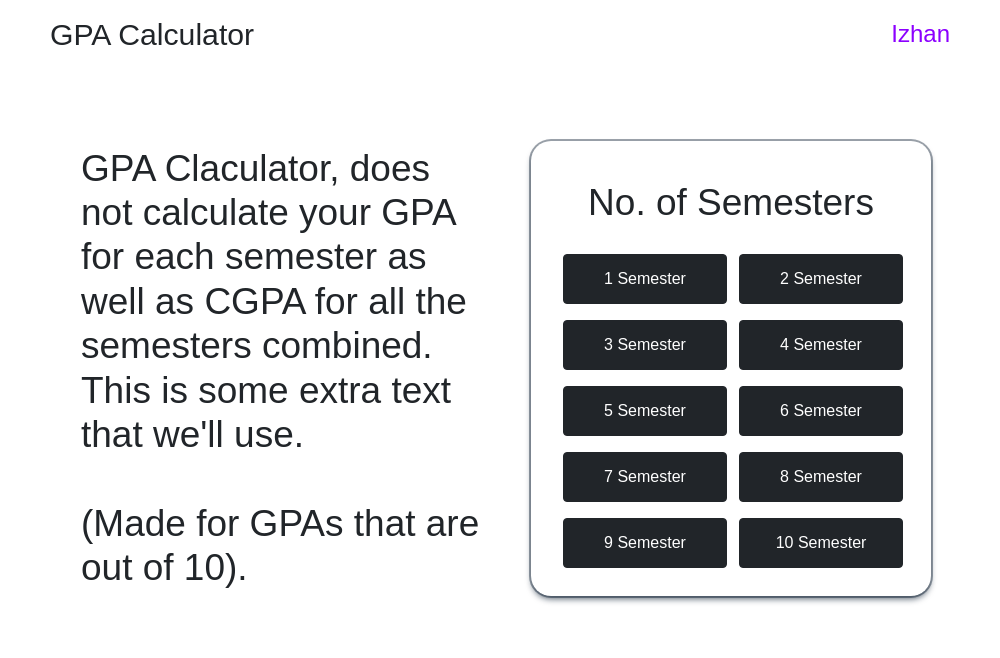 GPA Calculator
Izhan
GPA Claculator, does
not calculate your GPA
for each semester as
well as CGPA for all the
semesters combined.
This is some extra text
that we'll use.
(Made for GPAs that are
out of 10).
No. of Semesters
1 Semester
2 Semester
3 Semester
4 Semester
5 Semester
6 Semester
7 Semester
8 Semester
9 Semester
10 Semester